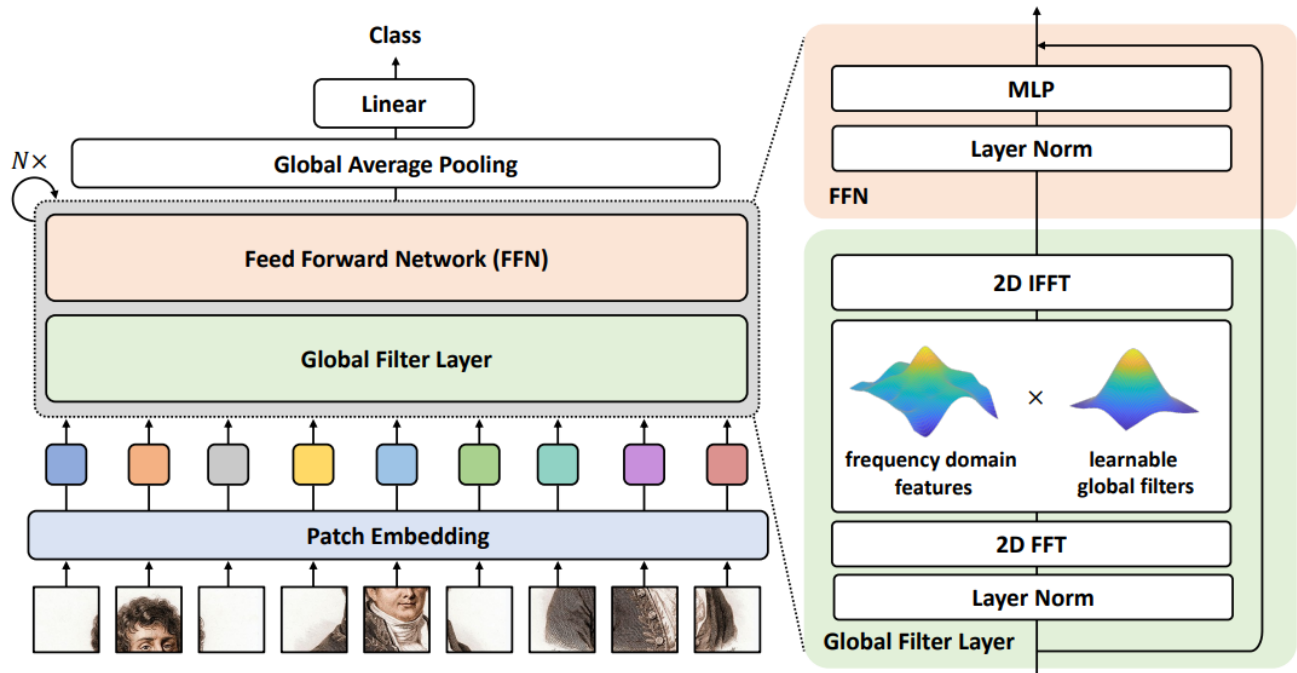 Class
Linear
Global Average Pooling
N×
Feed Forward Network (FFN)
Global Filter Layer
Patch Embedding
MLP
Layer Norm
FFN
2D IFFT
×
frequency domain
features
learnable
global filters
2D FFT
Layer Norm
Global Filter Layer